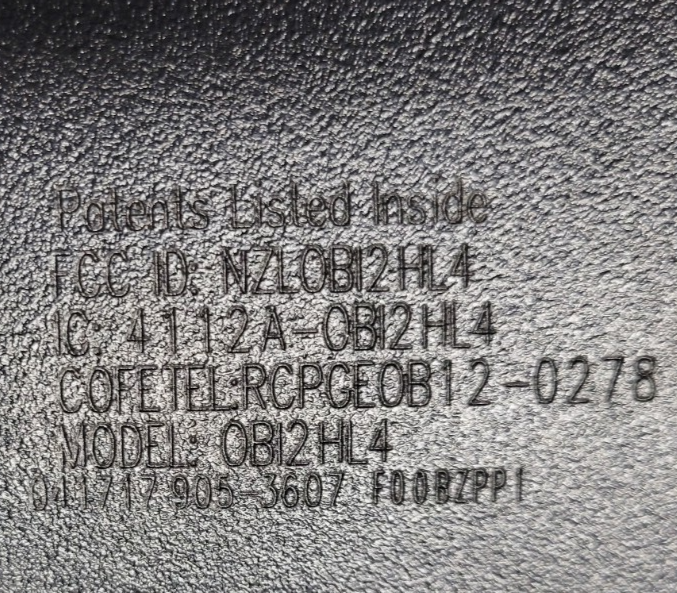 Patents Listed Inside
FCC ID: NZLOBI2HL4
IC: 4112A-OBI2HL4
COFETEL:RCPGEOB12-0278
MODEL: OBI2HL4
041717 905-3607 F00BZPP1